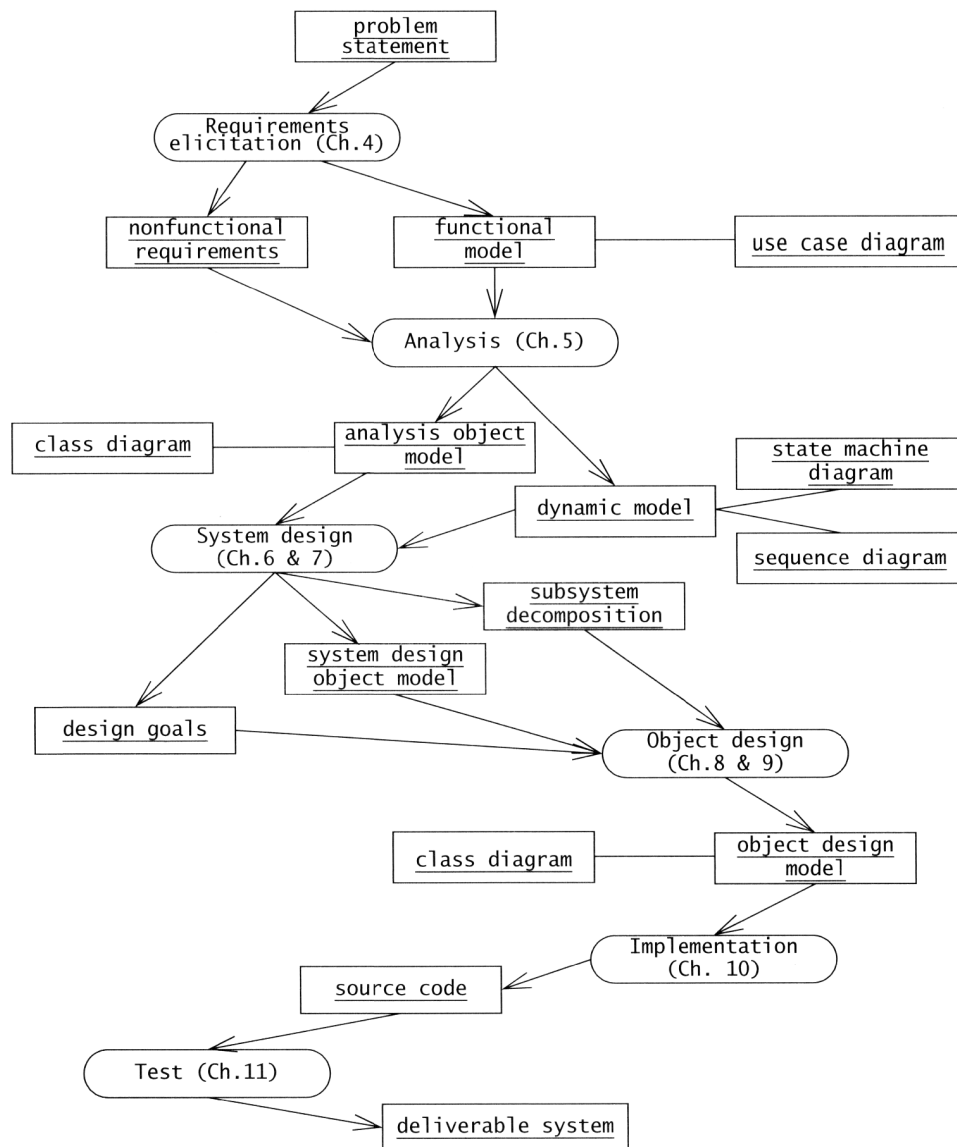 problem
statement
Requirements
elicitation (Ch.4)
nonfunctional
requirements
functional
model
use case diagram
Analysis (Ch.5)
class diagram
analysis object
model
state machine
diagram
dynamic model
System design
(Ch.6 & 7)
sequence diagram
subsystem
decomposition
system design
object model
design goals
Object design
(Ch.8 & 9)
class diagram
object design
model
Implementation
(Ch. 10)
source code
Test (Ch.11)
deliverable system